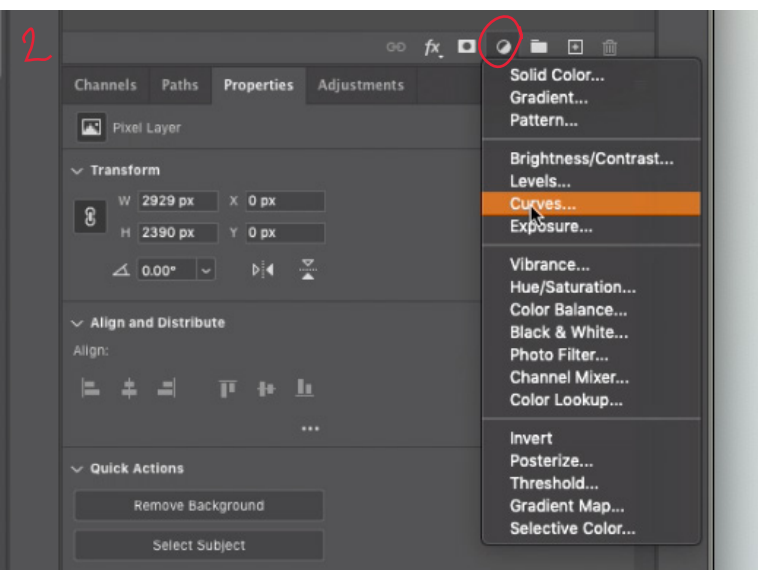 2
fx
Channels Paths Properties Adjustments
Pixel Layer
Transform
W 2929 px X 0 px
H 2390 px Y 0 px
0.00°
Align and Distribute
Align:
Quick Actions
Remove Background
Select Subject
Solid Color...
Gradient...
Pattern...
Brightness/Contrast...
Levels...
Curves...
Exposure...
Vibrance...
Hue/Saturation...
Color Balance...
Black & White...
Photo Filter...
Channel Mixer...
Color Lookup...
Invert
Posterize...
Threshold...
Gradient Map...
Selective Color...